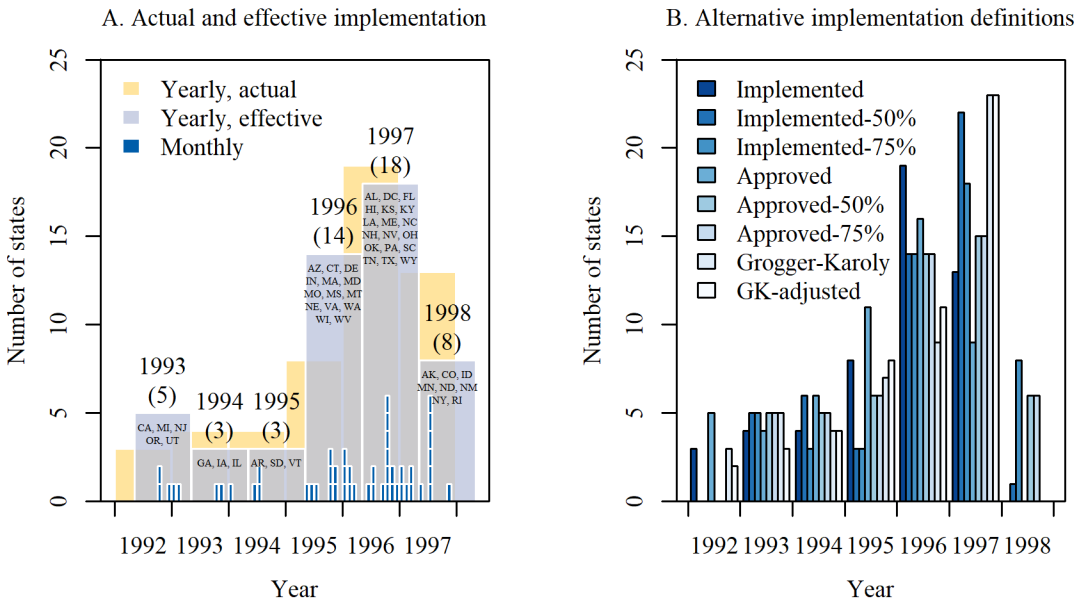 A. Actual and effective implementation
25
20
15
10
5
0
Number of states
Yearly, actual
Yearly, effective
Monthly
1993
(5)
CA, MI, NJ
OR, UT
1994
(3)
GA, IA, IL
1995
(3)
AR, SD, VT
1996
(14)
AZ, CT, DE
IN, MA, MD
MO, MS, MT
NE, VA, WA
WI, WV
1997
(18)
AL, DC, FL
HI, KS, KY
LA, ME, NC
NH, NV, OH
OK, PA, SC
TN, TX, WY
1998
(8)
AK, CO, ID
MN, ND, NM
NY, RI
1992 1993 1994 1995 1996 1997
Year
B. Alternative implementation definitions
25
20
15
10
5
0
Number of states
Implemented
Implemented-50%
Implemented-75%
Approved
Approved-50%
Approved-75%
Grogger-Karoly
GK-adjusted
1992 1993 1994 1995 1996 1997 1998
Year